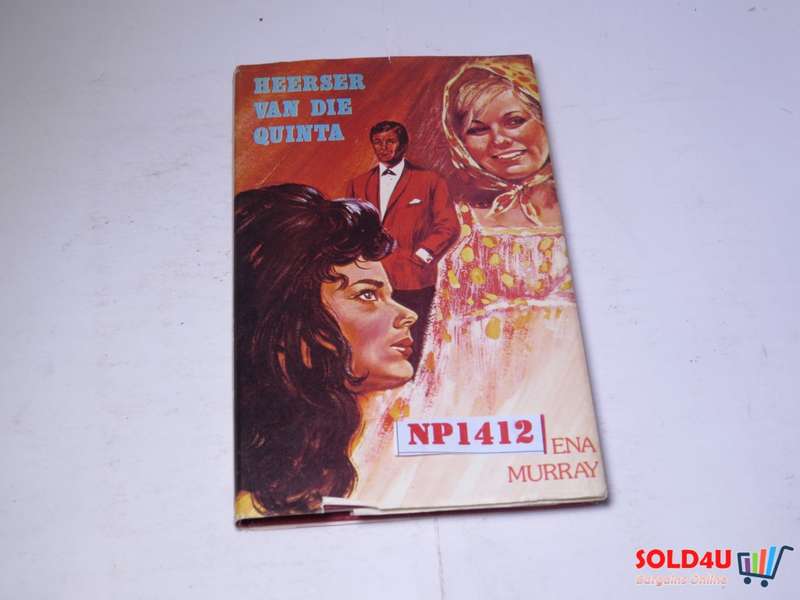 HEERSER
VAN DIE
QUINTA
NP1412
ENA
MURRAY
SOLD4U
Bargains Online